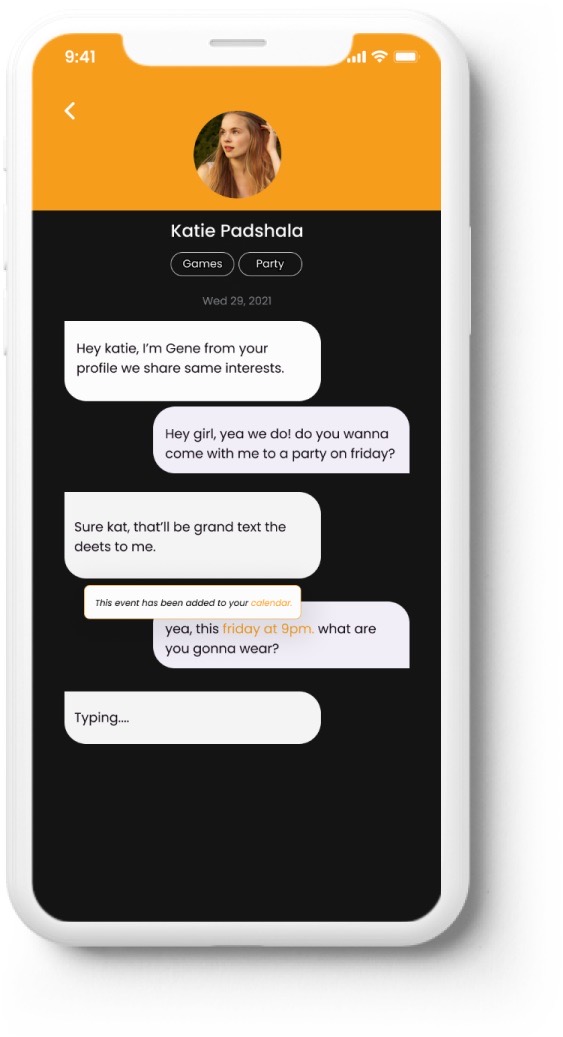 9:41
Katie Padshala
Games Party
Wed 29, 2021
Hey katie, I'm Gene from your
profile we share same interests.
Hey girl, yea we do! do you wanna
come with me to a party on friday?
Sure kat, that'll be grand text the
deets to me.
This event has been added to your calendar.
yea, this friday at 9pm. what are
you gonna wear?
Typing....